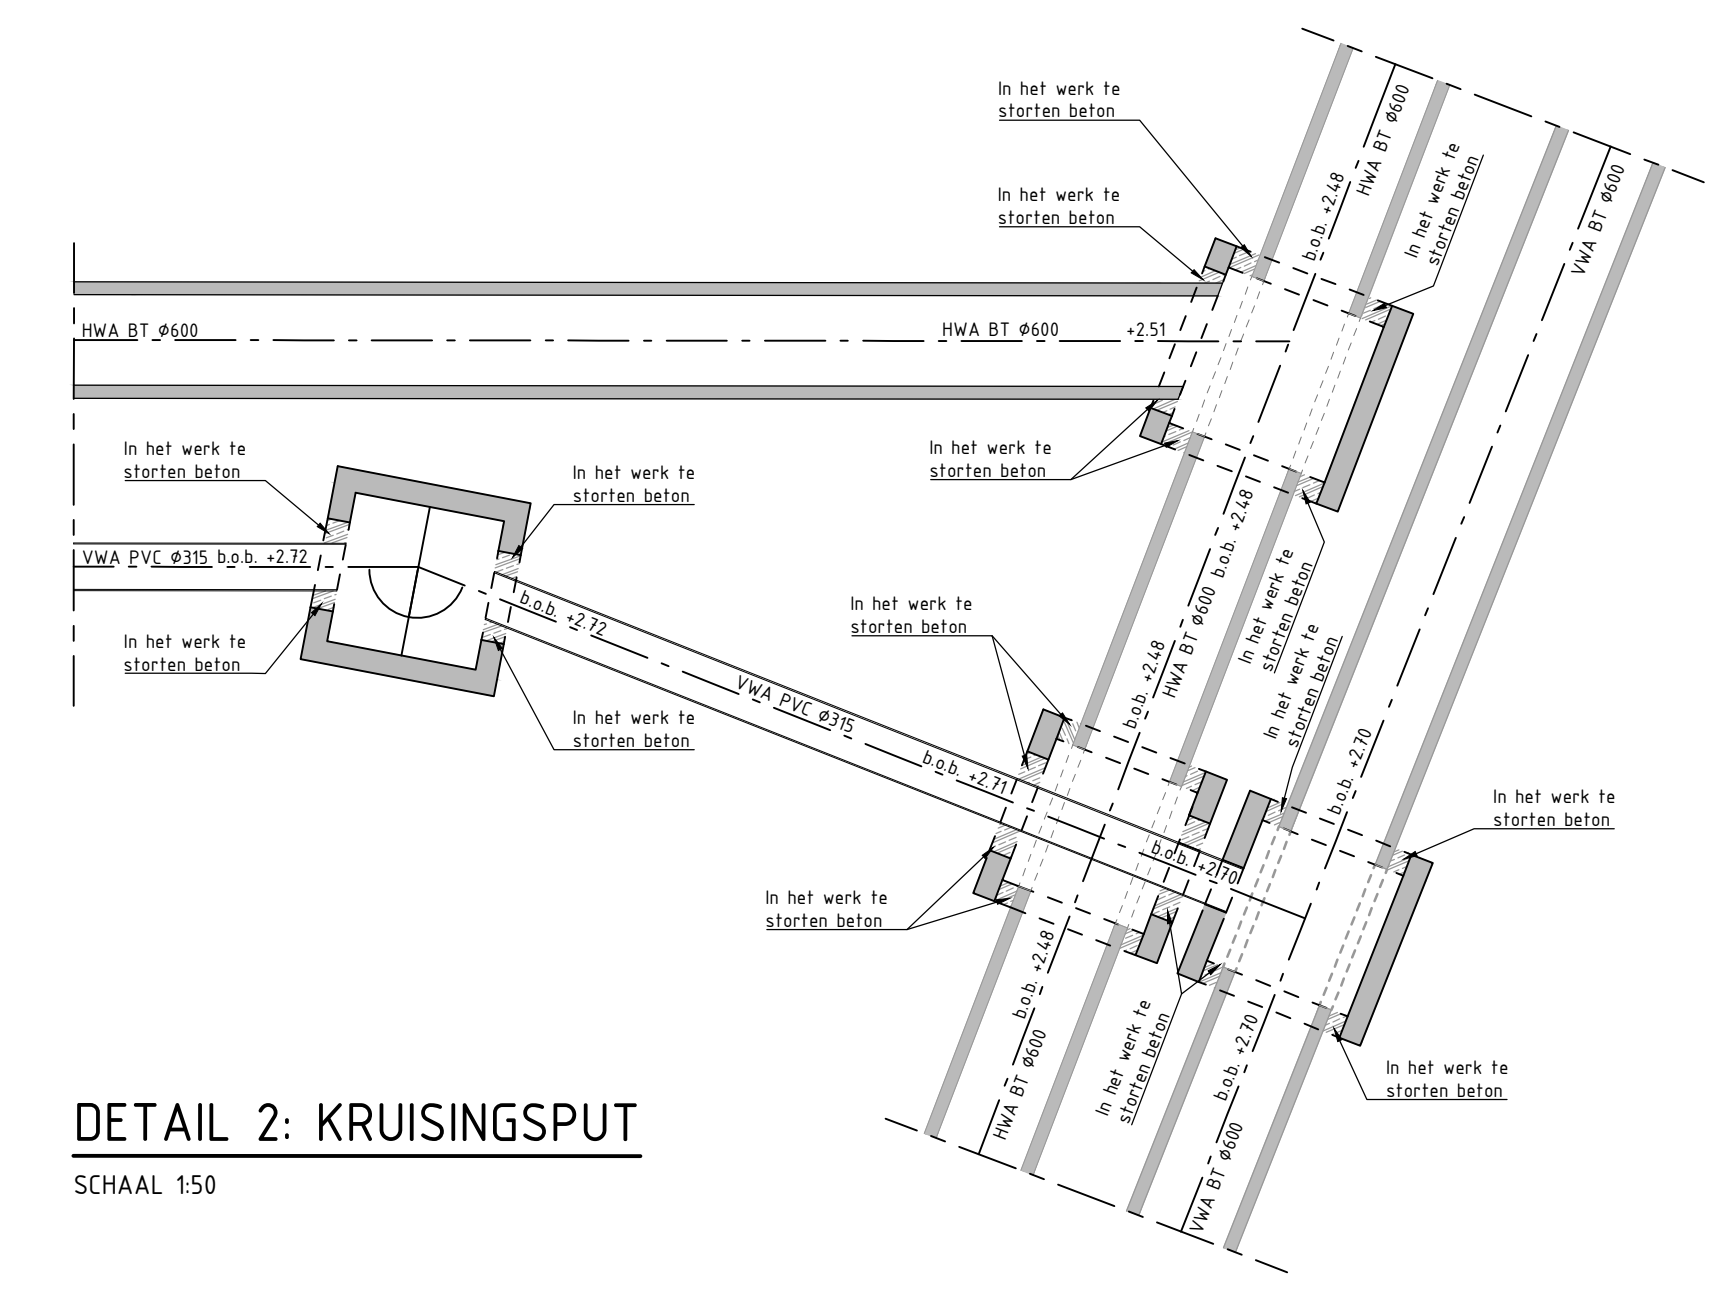 In het werk te
storten beton
In het werk te
storten beton
HWA BT Ø600
b.o.b. +2.48
In het werk te
storten beton
VWA BT Ø600
HWA BT Ø600
HWA BT Ø600
+2.51
In het werk te
storten beton
In het werk te
storten beton
In het werk te
storten beton
VWA PVC Ø315 b.o.b. +2.72
b.o.b. +2.72
In het werk te
storten beton
In het werk te
storten beton
VWA PVC Ø315
b.o.b. +2.71
b.o.b. +2.70
In het werk te
storten beton
b.o.b. +2.48
HWA BT Ø600 b.o.b. +2.48
In het werk te
storten beton
In het werk te
storten beton
b.o.b. +2.70
In het werk te
storten beton
In het werk te
storten beton
b.o.b. +2.48
HWA BT Ø600
In het werk te
storten beton
b.o.b. +2.70
VWA BT Ø600
In het werk te
storten beton
DETAIL 2: KRUISINGSPUT
SCHAAL 1:50